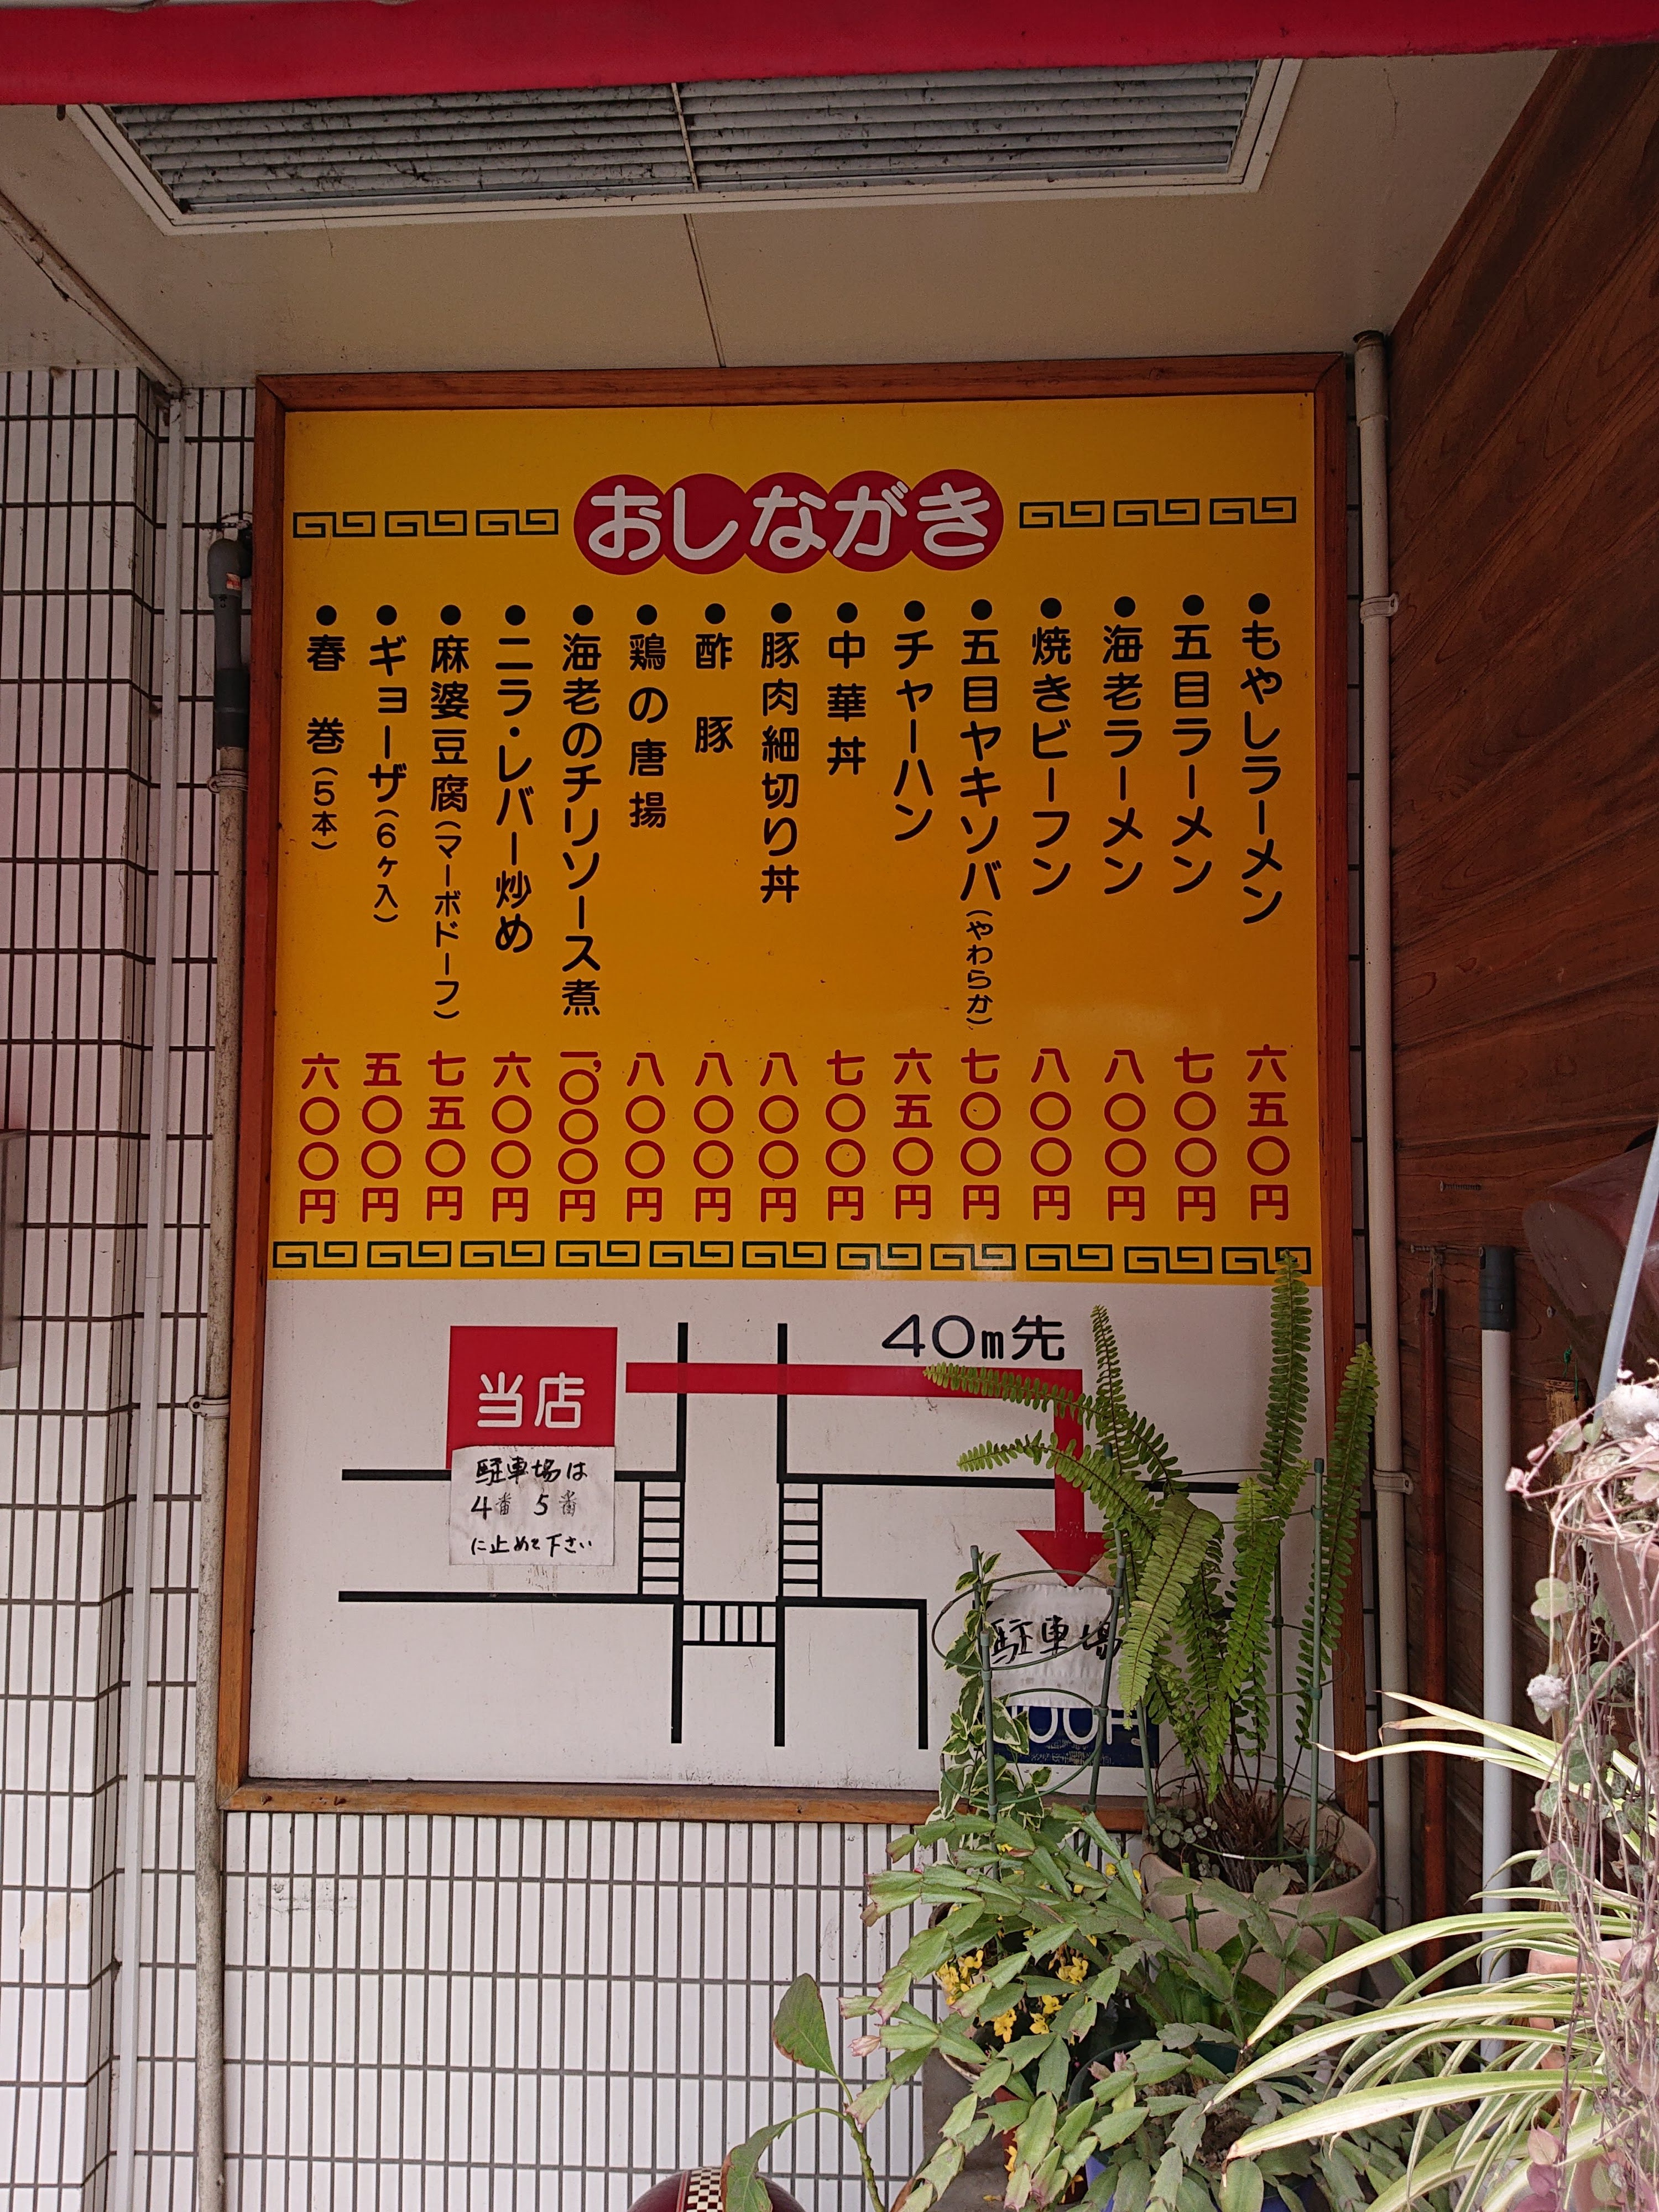 おしながき
●もやしラーメン 六五〇円
●五目ラーメン 七〇〇円
●海老ラーメン 八〇〇円
●焼きビーフン 八〇〇円
●五目ヤキソバ(やわらか) 七〇〇円
●チャーハン 六五〇円
●中華丼 七〇〇円
●豚肉細切り丼 八〇〇円
●酢豚 八〇〇円
●鶏の唐揚 八〇〇円
●海老のチリソース煮 一,〇〇〇円
●ニラ・レバー炒め 六〇〇円
●麻婆豆腐(マーボドーフ) 七五〇円
●ギョーザ(6ヶ入) 五〇〇円
●春巻(5本) 六〇〇円
40m先
当店
駐車場は
4番 5番
に止めて下さい
駐車場